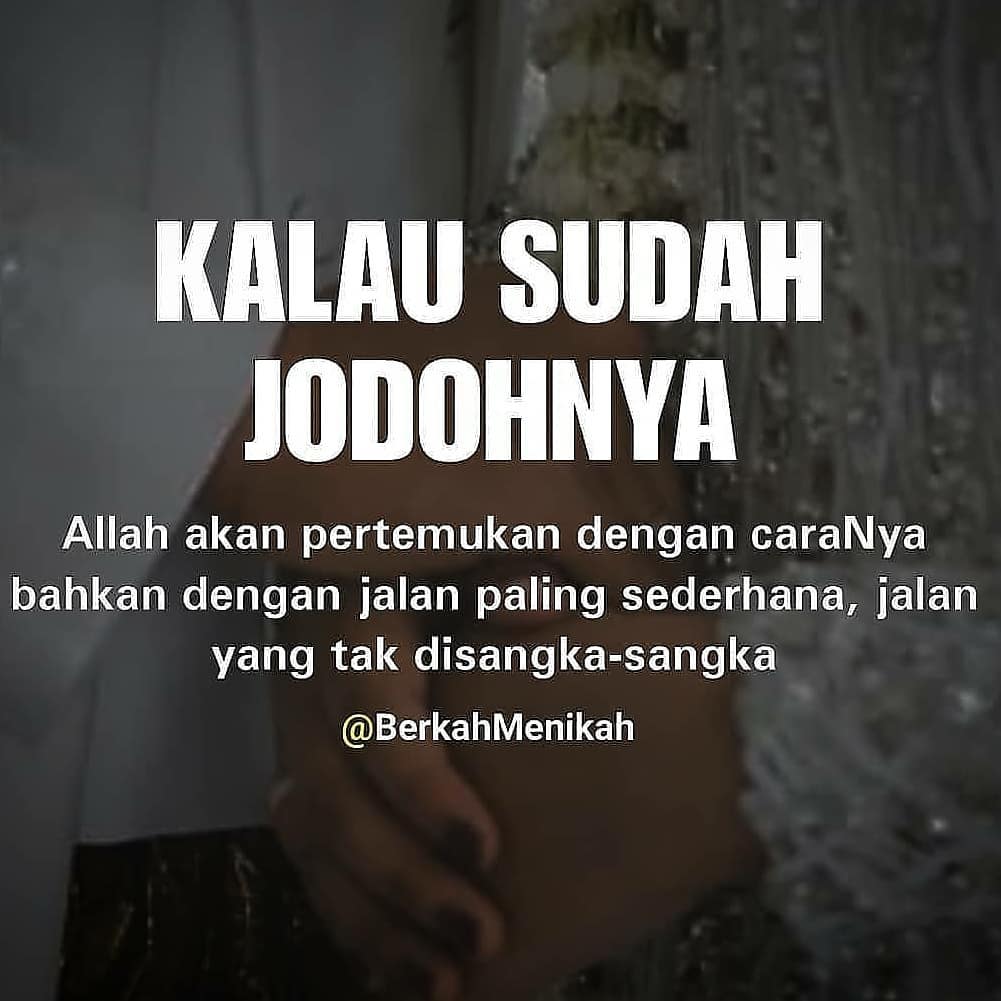 KALAU SUDAH
JODOHNYA
Allah akan pertemukan dengan caraNya
bahkan dengan jalan paling sederhana, jalan
yang tak disangka-sangka
@BerkahMenikah